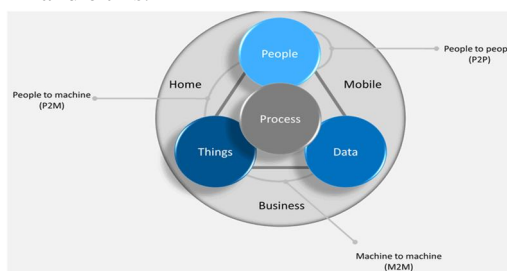 People
People to peop
(P2P)
Home
Mobile
People to machine
(P2M)
Process
Things
Data
Business
Machine to machine
(M2M)